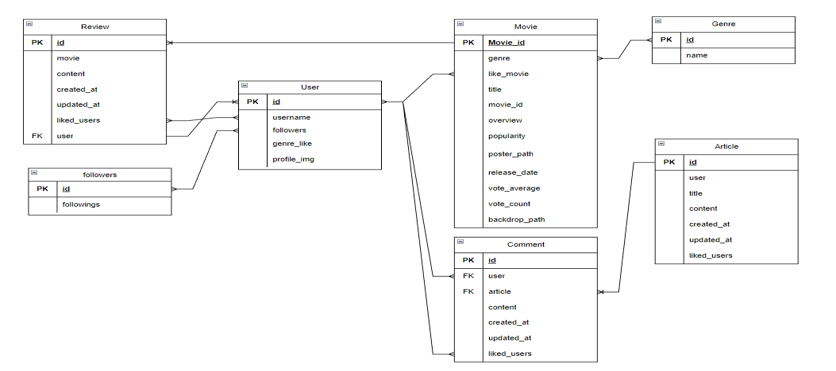 Review
PK id
movie
content
created_at
updated_at
liked_users
FK user
followers
PK id
followings
User
PK id
username
followers
genre_like
profile_img
Movie
PK Movie_id
genre
like_movie
title
movie_id
overview
popularity
poster_path
release_date
vote_average
vote_count
backdrop_path
Comment
PK id
FK user
FK article
content
created_at
updated_at
liked_users
Genre
PK id
name
Article
PK id
user
title
content
created_at
updated_at
liked_users